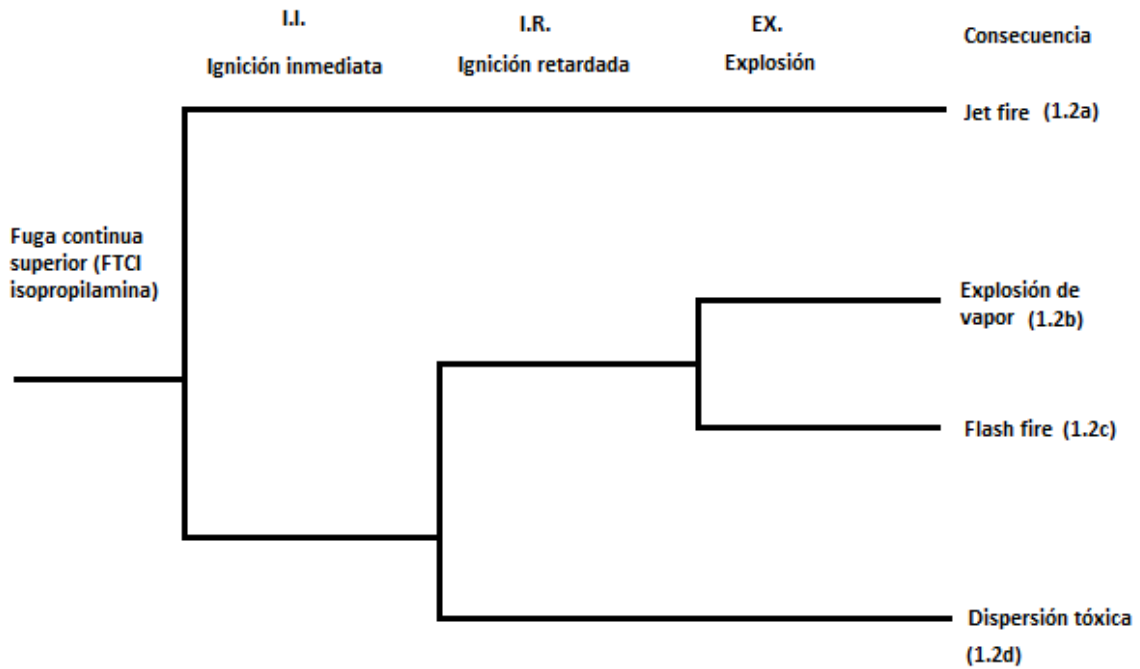 I.I.
Ignición inmediata
I.R.
Ignición retardada
EX.
Explosión
Consecuencia
Jet fire (1.2a)
Fuga continua
superior (FTCI
isopropilamina)
Explosión de
vapor (1.2b)
Flash fire (1.2c)
Dispersión tóxica
(1.2d)